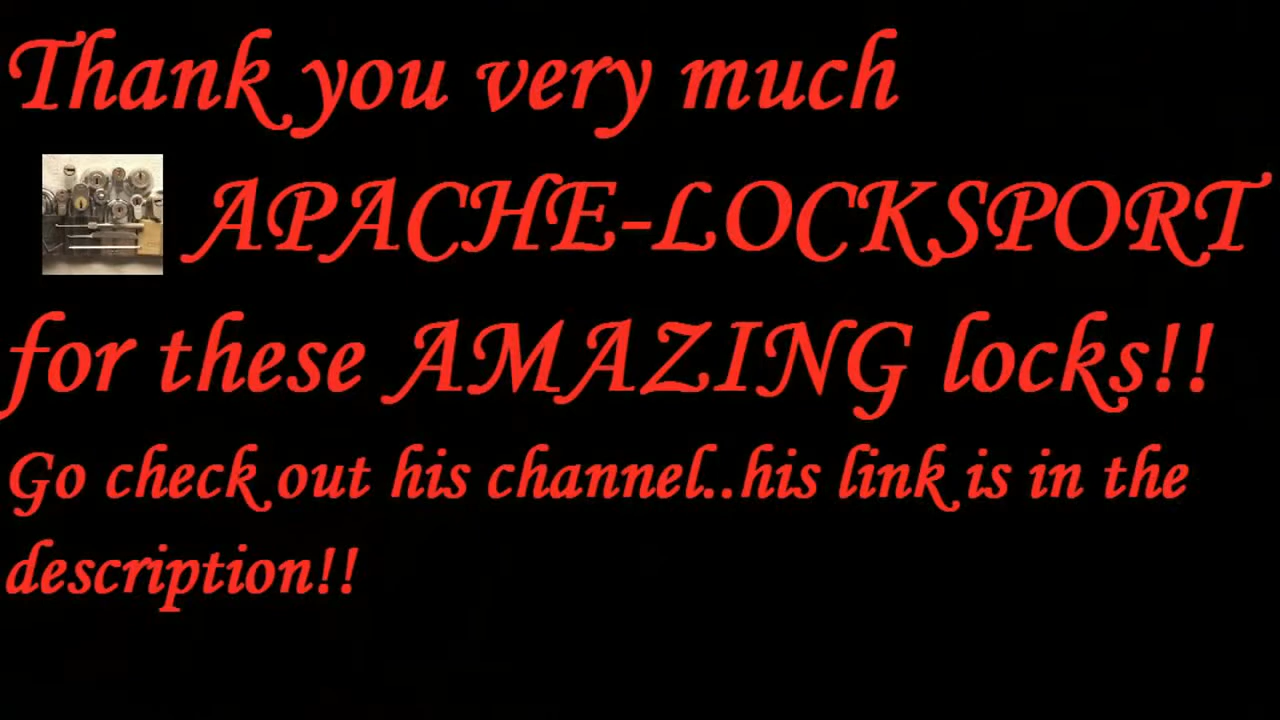 Thank you very much
APACHE-LOCKSPORT
for these AMAZING locks!!
Go check out his channel..his link is in the
description!!